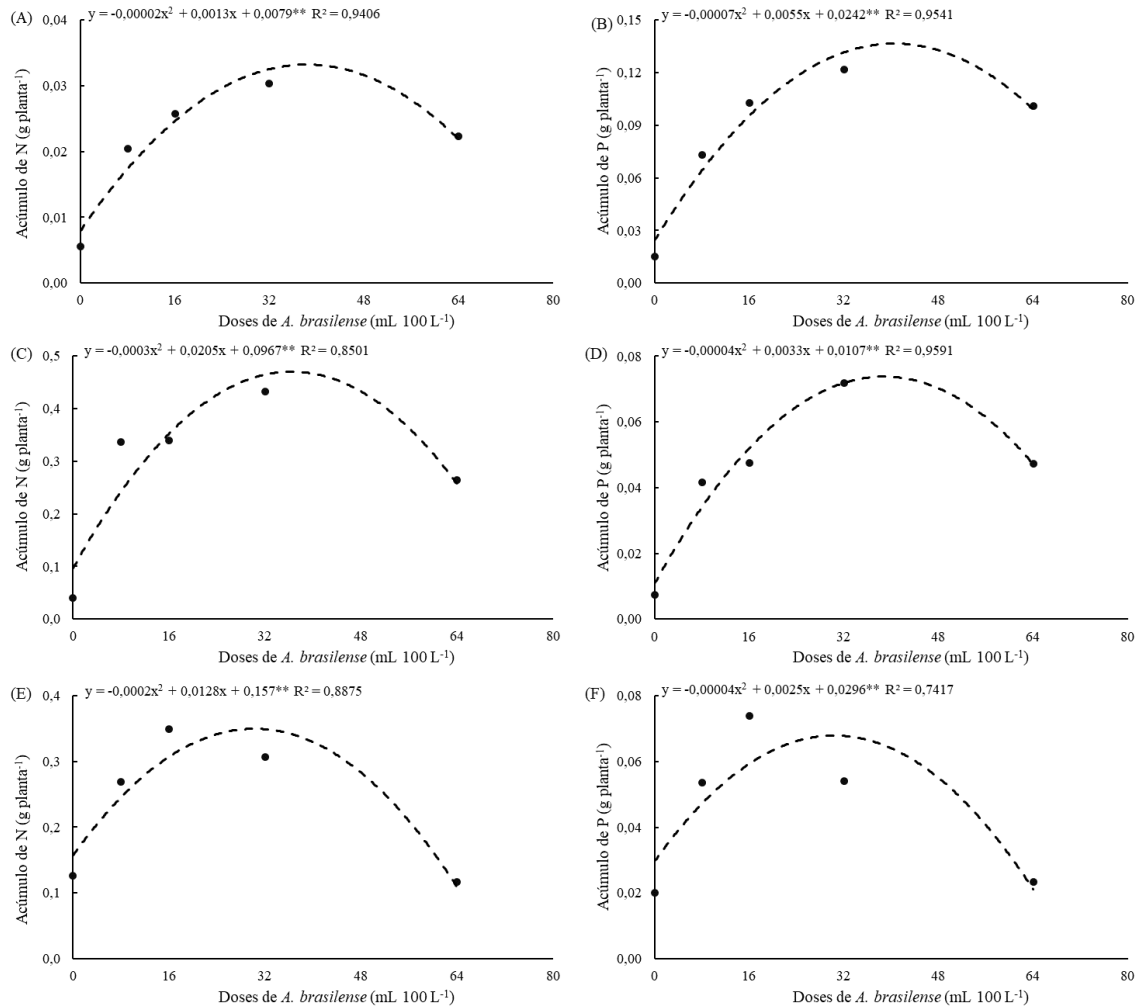 (A) y = -0,00002x² + 0,0013x + 0,0079** R² = 0,9406
Acúmulo de N (g planta⁻¹)
0,04
0,03
0,02
0,01
0,00
0 16 32 48 64 80
Doses de A. brasilense (mL 100 L⁻¹)
(B) y = -0,00007x² + 0,0055x + 0,0242** R² = 0,9541
Acúmulo de P (g planta⁻¹)
0,15
0,12
0,09
0,06
0,03
0,00
0 16 32 48 64 80
Doses de A. brasilense (mL 100 L⁻¹)
(C) y = -0,0003x² + 0,0205x + 0,0967** R² = 0,8501
Acúmulo de N (g planta⁻¹)
0,5
0,4
0,3
0,2
0,1
0,0
0 16 32 48 64 80
Doses de A. brasilense (mL 100 L⁻¹)
(D) y = -0,00004x² + 0,0033x + 0,0107** R² = 0,9591
Acúmulo de P (g planta⁻¹)
0,08
0,06
0,04
0,02
0,00
0 16 32 48 64 80
Doses de A. brasilense (mL 100 L⁻¹)
(E) y = -0,0002x² + 0,0128x + 0,157** R² = 0,8875
Acúmulo de N (g planta⁻¹)
0,4
0,3
0,2
0,1
0,0
0 16 32 48 64 80
Doses de A. brasilense (mL 100 L⁻¹)
(F) y = -0,00004x² + 0,0025x + 0,0296** R² = 0,7417
Acúmulo de P (g planta⁻¹)
0,08
0,06
0,04
0,02
0,00
0 16 32 48 64 80
Doses de A. brasilense (mL 100 L⁻¹)